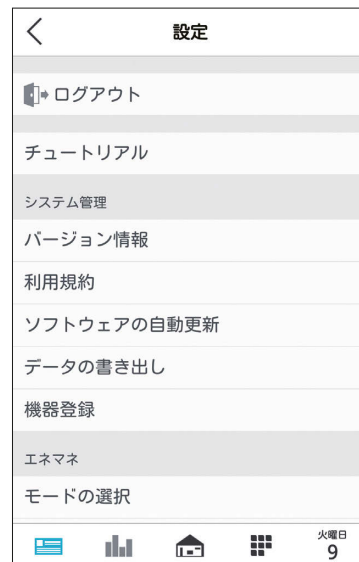 設定
ログアウト
チュートリアル
システム管理
バージョン情報
利用規約
ソフトウェアの自動更新
データの書き出し
機器登録
エネマネ
モードの選択
火曜日
9